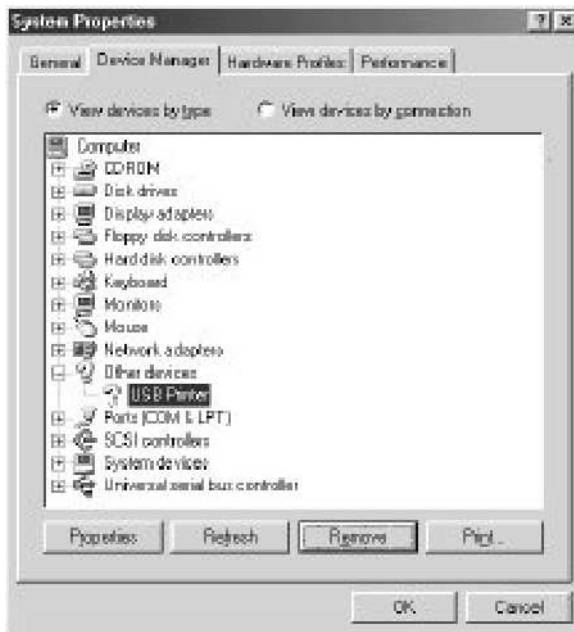 System Properties
General Device Manager Hardware Profiles Performance
View devices by type View devices by connection
Computer
CDROM
Disk drives
Display adapters
Floppy disk controllers
Hard disk controllers
Keyboard
Monitors
Mouse
Network adapters
Other devices
USB Printer
Ports (COM & LPT)
SCSI controllers
System devices
Universal serial bus controller
Properties Refresh Remove Print...
OK Cancel